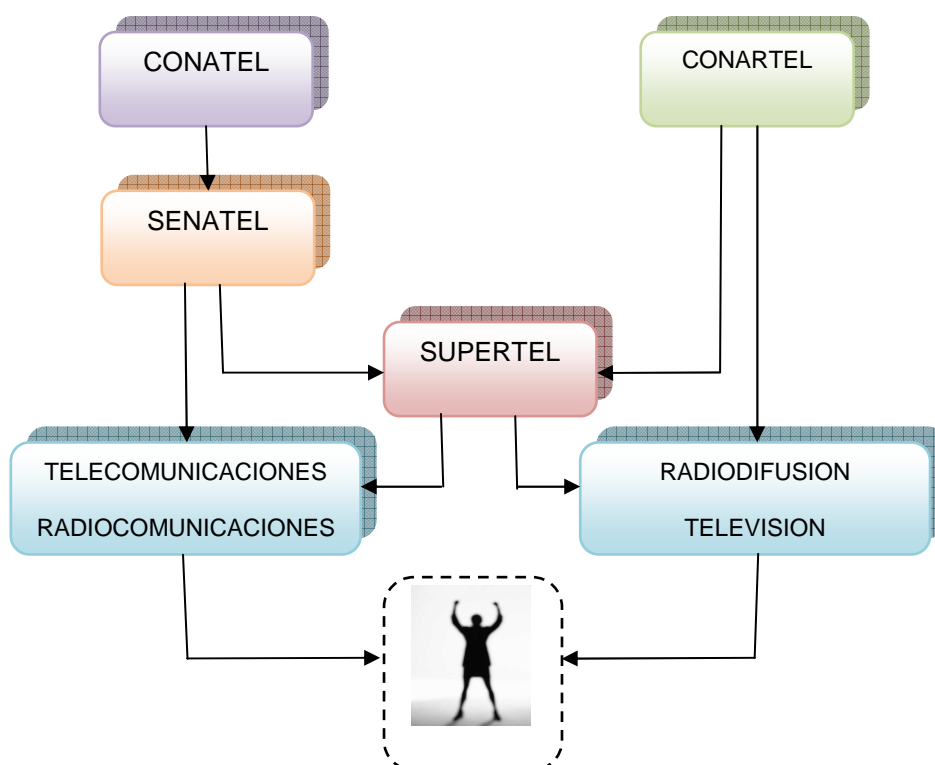 CONATEL
CONARTEL
SENATEL
SUPERTEL
TELECOMUNICACIONES
RADIOCOMUNICACIONES
RADIODIFUSION
TELEVISION